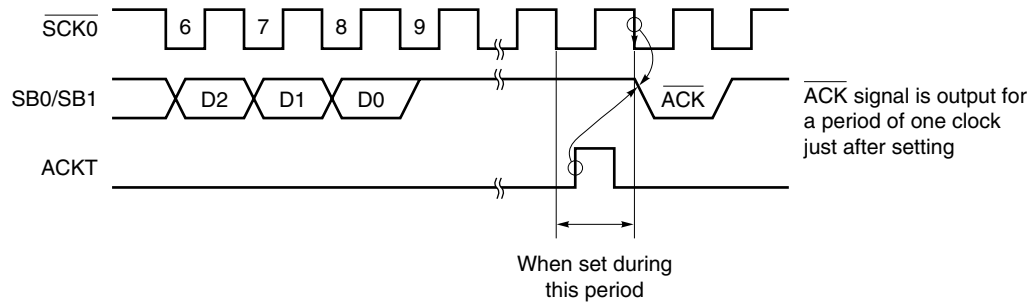 SCK0 6 7 8 9
SB0/SB1 D2 D1 D0 ACK
ACKT
ACK signal is output for
a period of one clock
just after setting
When set during
this period